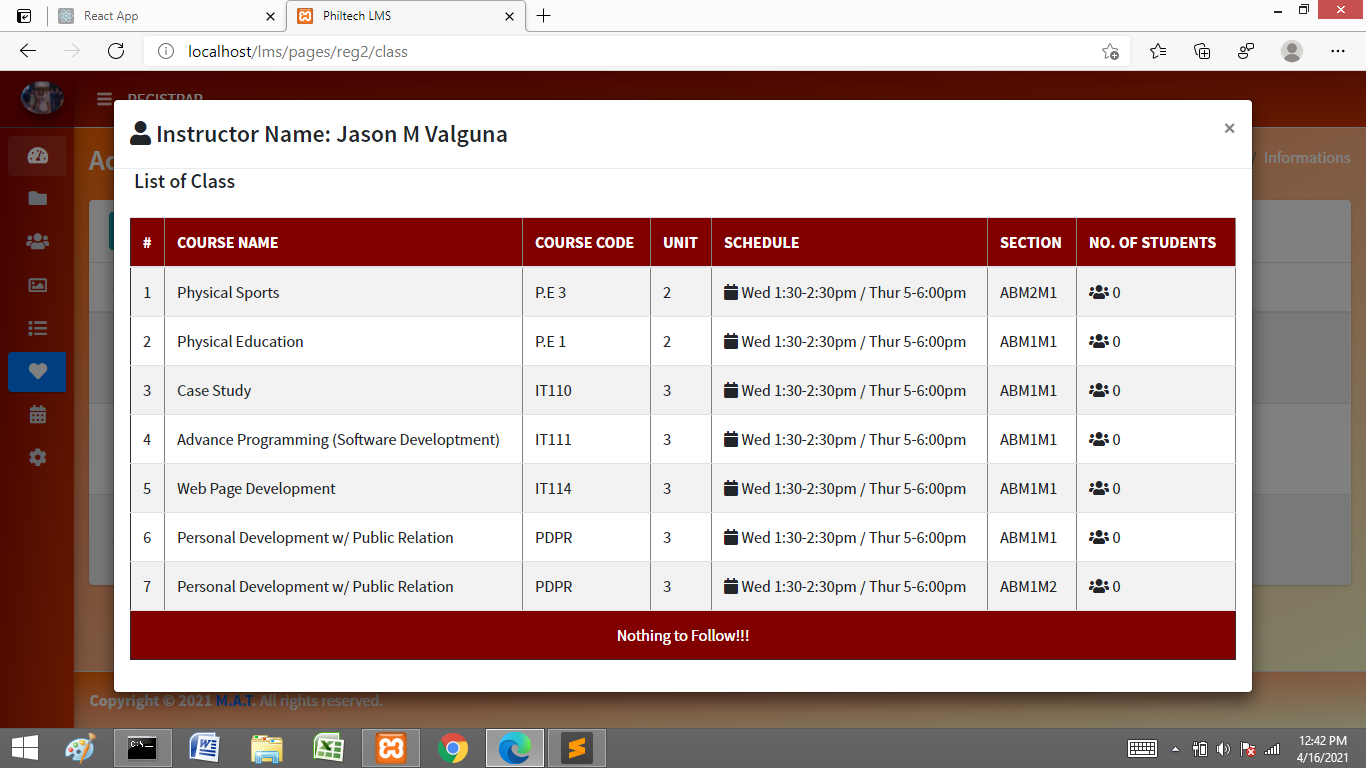 React App
Philtech LMS
localhost/lms/pages/reg2/class
REGISTRAR
Instructor Name: Jason M Valguna
×
/ Informations
List of Class
# COURSE NAME COURSE CODE UNIT SCHEDULE SECTION NO. OF STUDENTS
1 Physical Sports P.E 3 2 Wed 1:30-2:30pm / Thur 5-6:00pm ABM2M1 0
2 Physical Education P.E 1 2 Wed 1:30-2:30pm / Thur 5-6:00pm ABM1M1 0
3 Case Study IT110 3 Wed 1:30-2:30pm / Thur 5-6:00pm ABM1M1 0
4 Advance Programming (Software Developtment) IT111 3 Wed 1:30-2:30pm / Thur 5-6:00pm ABM1M1 0
5 Web Page Development IT114 3 Wed 1:30-2:30pm / Thur 5-6:00pm ABM1M1 0
6 Personal Development w/ Public Relation PDPR 3 Wed 1:30-2:30pm / Thur 5-6:00pm ABM1M1 0
7 Personal Development w/ Public Relation PDPR 3 Wed 1:30-2:30pm / Thur 5-6:00pm ABM1M2 0
Nothing to Follow!!!
Copyright © 2021 M.A.T. All rights reserved.
12:42 PM
4/16/2021